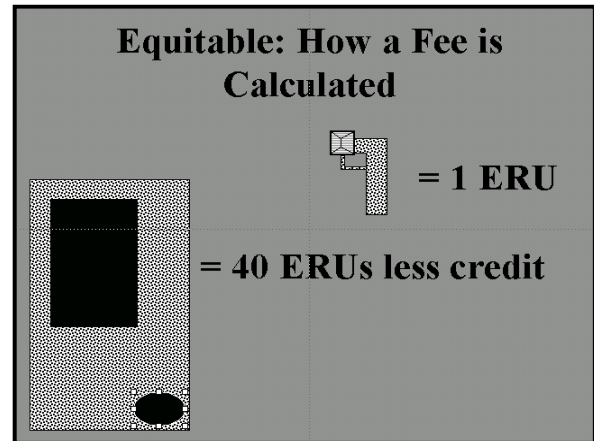 Equitable: How a Fee is
Calculated
= 1 ERU
= 40 ERUs less credit